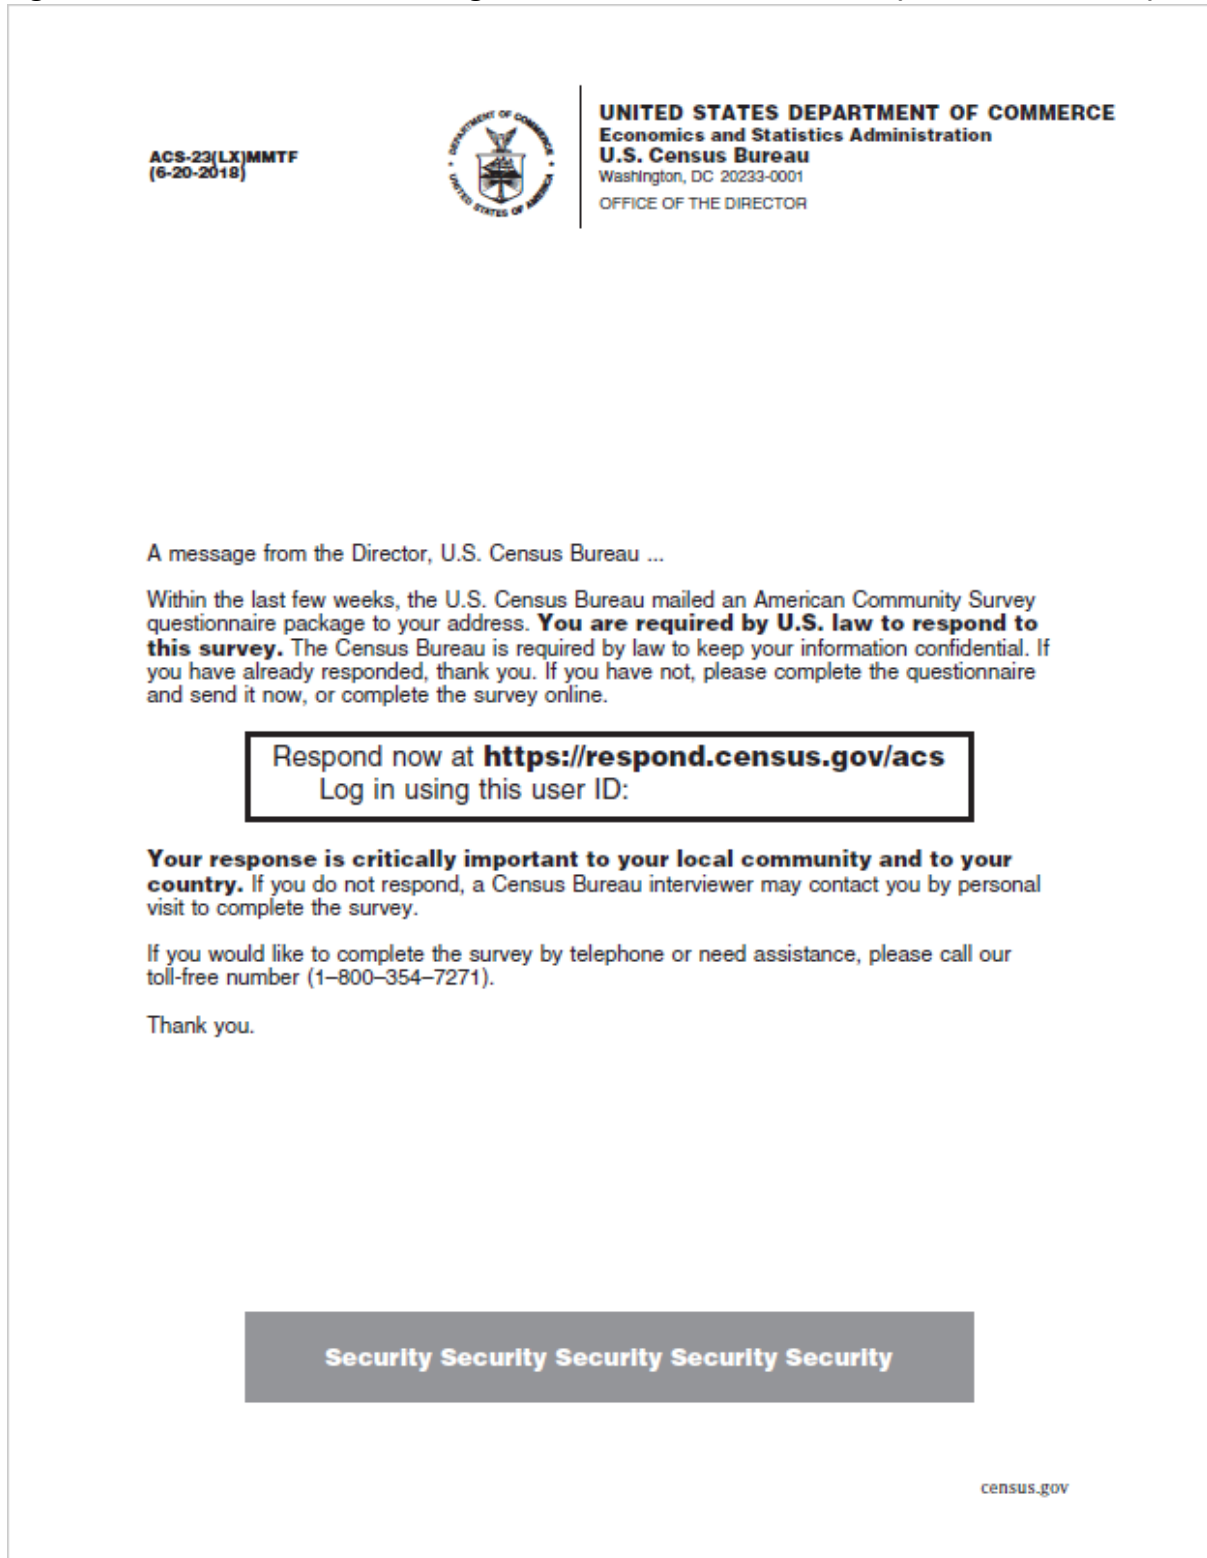 ACS-23(LX)MMTF
(6-20-2018)
DEPARTMENT OF COMMERCE
UNITED STATES OF AMERICA
UNITED STATES DEPARTMENT OF COMMERCE
Economics and Statistics Administration
U.S. Census Bureau
Washington, DC 20233-0001
OFFICE OF THE DIRECTOR
A message from the Director, U.S. Census Bureau ...
Within the last few weeks, the U.S. Census Bureau mailed an American Community Survey
questionnaire package to your address. You are required by U.S. law to respond to
this survey. The Census Bureau is required by law to keep your information confidential. If
you have already responded, thank you. If you have not, please complete the questionnaire
and send it now, or complete the survey online.
Respond now at https://respond.census.gov/acs
Log in using this user ID:
Your response is critically important to your local community and to your
country. If you do not respond, a Census Bureau interviewer may contact you by personal
visit to complete the survey.
If you would like to complete the survey by telephone or need assistance, please call our
toll-free number (1–800–354–7271).
Thank you.
Security Security Security Security Security
census.gov